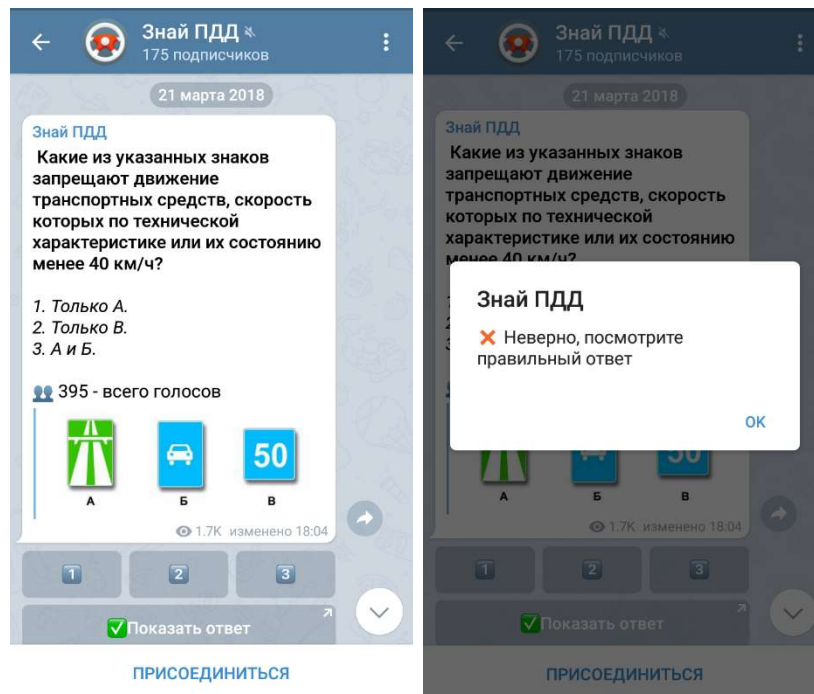 Знай ПДД
175 подписчиков
21 марта 2018
Знай ПДД
Какие из указанных знаков
запрещают движение
транспортных средств, скорость
которых по технической
характеристике или их состоянию
менее 40 км/ч?
1. Только А.
2. Только В.
3. А и Б.
395 - всего голосов
50
А Б В
1.7K изменено 18:04
1 2 3
Показать ответ
ПРИСОЕДИНИТЬСЯ
Знай ПДД
175 подписчиков
21 марта 2018
Знай ПДД
Какие из указанных знаков
запрещают движение
транспортных средств, скорость
которых по технической
характеристике или их состоянию
менее 40 км/ч?
Знай ПДД
Неверно, посмотрите
правильный ответ
OK
50
А Б В
1.7K изменено 18:04
1 2 3
Показать ответ
ПРИСОЕДИНИТЬСЯ